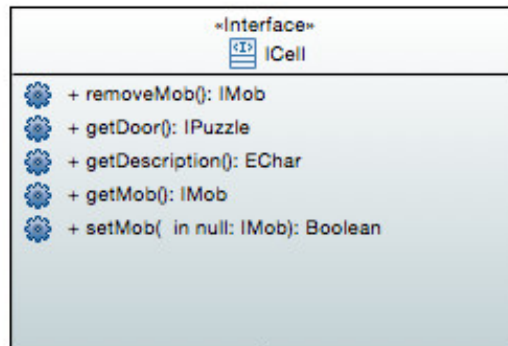 «Interface»
ICell
+ removeMob(): IMob
+ getDoor(): IPuzzle
+ getDescription(): EChar
+ getMob(): IMob
+ setMob( in null: IMob): Boolean